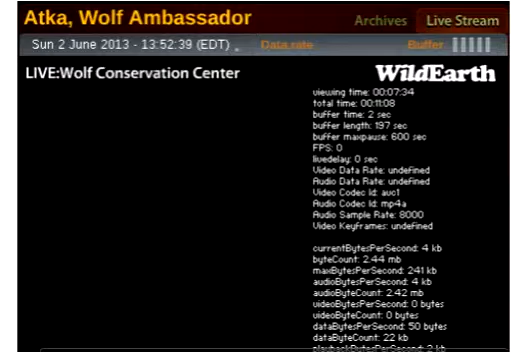 Atka, Wolf Ambassador
Archives
Live Stream
Sun 2 June 2013 - 13:52:39 (EDT)
Data rate
Buffer
LIVE:Wolf Conservation Center
WildEarth
viewing time: 00:07:34
total time: 00:11:08
buffer time: 2 sec
buffer length: 197 sec
buffer maxpause: 600 sec
FPS: 0
livedelay: 0 sec
Video Data Rate: undefined
Audio Data Rate: undefined
Video Codec Id: avc1
Audio Codec Id: mp4a
Audio Sample Rate: 8000
Video Keyframes: undefined
currentBytesPerSecond: 4 kb
byteCount: 2.44 mb
maxBytesPerSecond: 241 kb
audioBytesPerSecond: 4 kb
audioByteCount: 2.42 mb
videoBytesPerSecond: 0 bytes
videoByteCount: 0 bytes
dataBytesPerSecond: 50 bytes
dataByteCount: 22 kb
playbackBytesPerSecond: 2 kb